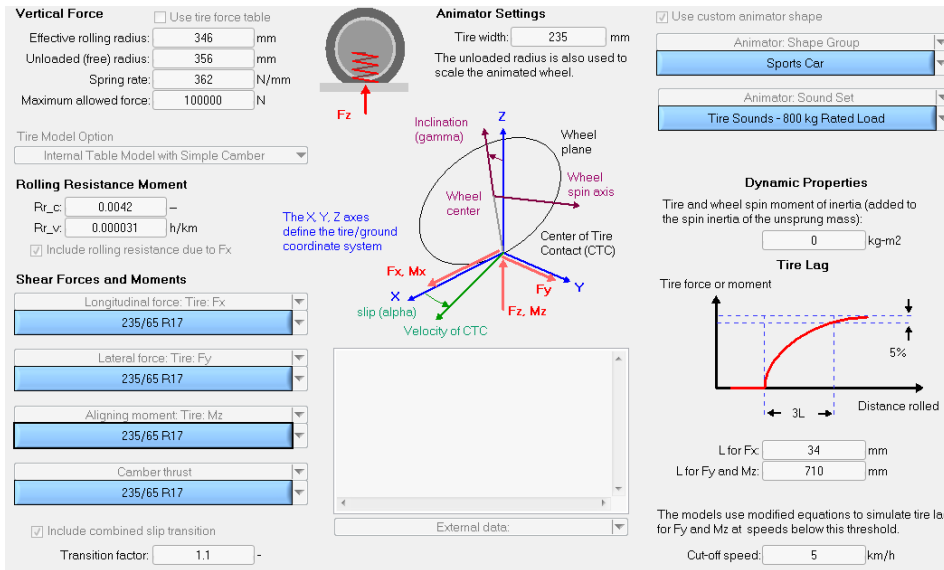 Vertical Force
Use tire force table
Effective rolling radius: 346 mm
Unloaded (free) radius: 356 mm
Spring rate: 362 N/mm
Maximum allowed force: 100000 N
Fz
Tire Model Option
Internal Table Model with Simple Camber
Rolling Resistance Moment
Rr_c: 0.0042 –
Rr_v: 0.000031 h/km
Include rolling resistance due to Fx
Shear Forces and Moments
Longitudinal force: Tire: Fx
235/65 R17
Lateral force: Tire: Fy
235/65 R17
Aligning moment: Tire: Mz
235/65 R17
Camber thrust
235/65 R17
Include combined slip transition
Transition factor: 1.1 -
Animator Settings
Tire width: 235 mm
The unloaded radius is also used to
scale the animated wheel.
Inclination
(gamma)
Z
Wheel
plane
Wheel
spin axis
Wheel
center
The X, Y, Z axes
define the tire/ground
coordinate system
Center of Tire
Contact (CTC)
Fx, Mx
X
Fy
Y
slip (alpha)
Fz, Mz
Velocity of CTC
External data:
Use custom animator shape
Animator: Shape Group
Sports Car
Animator: Sound Set
Tire Sounds - 800 kg Rated Load
Dynamic Properties
Tire and wheel spin moment of inertia (added to
the spin inertia of the unsprung mass):
0 kg-m2
Tire Lag
Tire force or moment
5%
3L
Distance rolled
L for Fx: 34 mm
L for Fy and Mz: 710 mm
The models use modified equations to simulate tire la
for Fy and Mz at speeds below this threshold.
Cut-off speed: 5 km/h